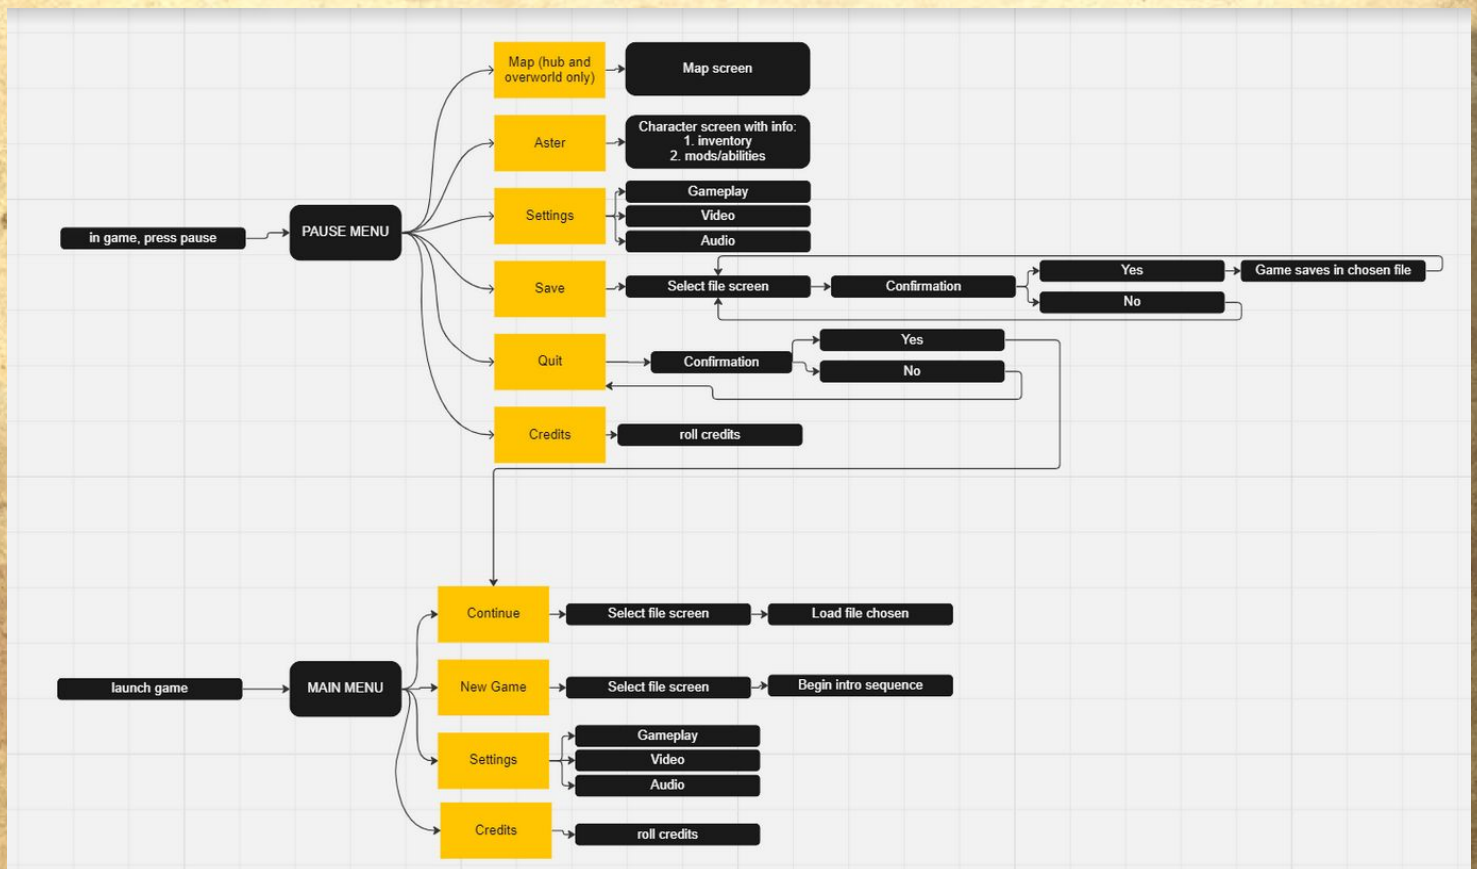 Map (hub and
overworld only)
Map screen
Aster
Character screen with info:
1. inventory
2. mods/abilities
in game, press pause
PAUSE MENU
Settings
Gameplay
Video
Audio
Save
Select file screen
Confirmation
Yes
Game saves in chosen file
No
Quit
Confirmation
Yes
No
Credits
roll credits
launch game
MAIN MENU
Continue
Select file screen
Load file chosen
New Game
Select file screen
Begin intro sequence
Settings
Gameplay
Video
Audio
Credits
roll credits